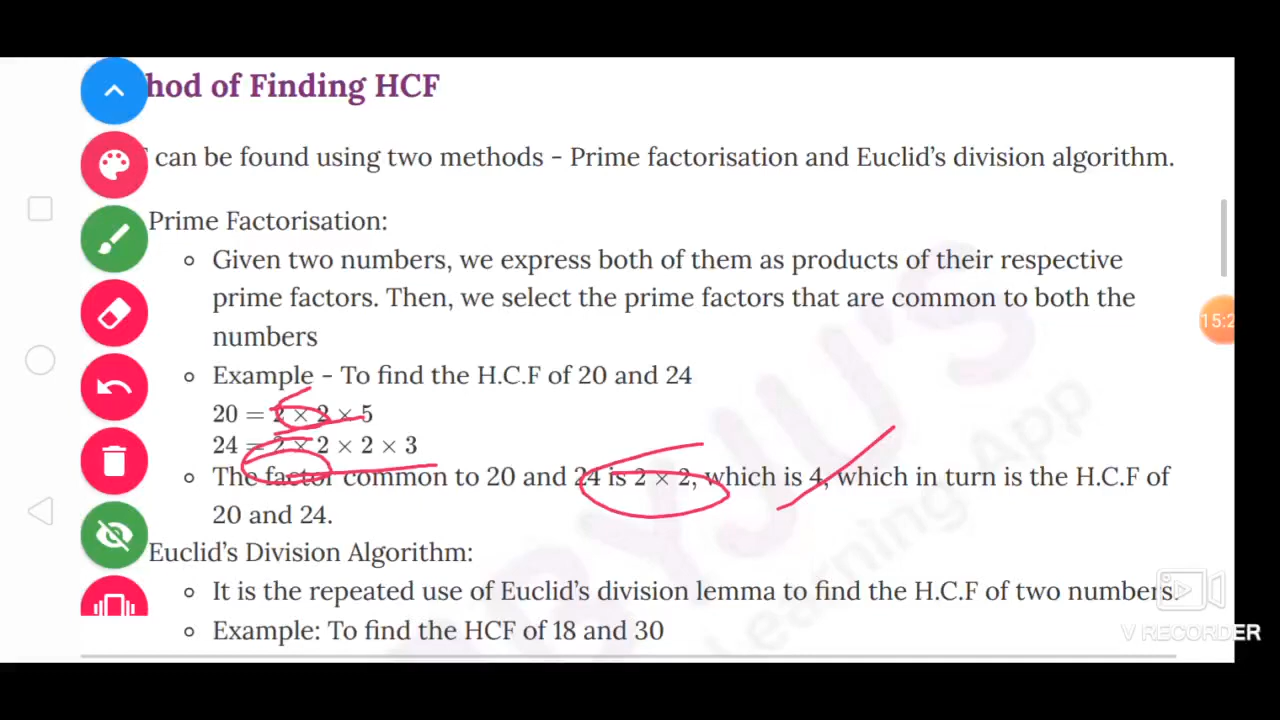 hod of Finding HCF
can be found using two methods - Prime factorisation and Euclid's division algorithm.
Prime Factorisation:
Given two numbers, we express both of them as products of their respective
prime factors. Then, we select the prime factors that are common to both the
numbers
Example - To find the H.C.F of 20 and 24
20 = 2 × 2 × 5
24 = 2 × 2 × 2 × 3
15:2
The factor common to 20 and 24 is 2 × 2, which is 4, which in turn is the H.C.F of
20 and 24.
Euclid's Division Algorithm:
It is the repeated use of Euclid's division lemma to find the H.C.F of two numbers.
Example: To find the HCF of 18 and 30
V RECORDER
BYJU'S
Learning App